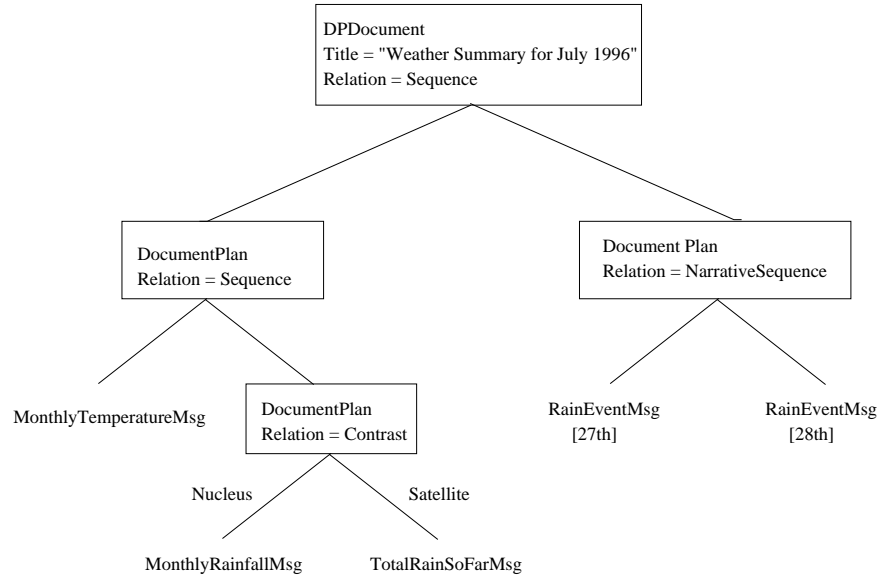 DPDocument
Title = "Weather Summary for July 1996"
Relation = Sequence
DocumentPlan
Relation = Sequence
Document Plan
Relation = NarrativeSequence
MonthlyTemperatureMsg
DocumentPlan
Relation = Contrast
RainEventMsg
[27th]
RainEventMsg
[28th]
Nucleus
Satellite
MonthlyRainfallMsg
TotalRainSoFarMsg